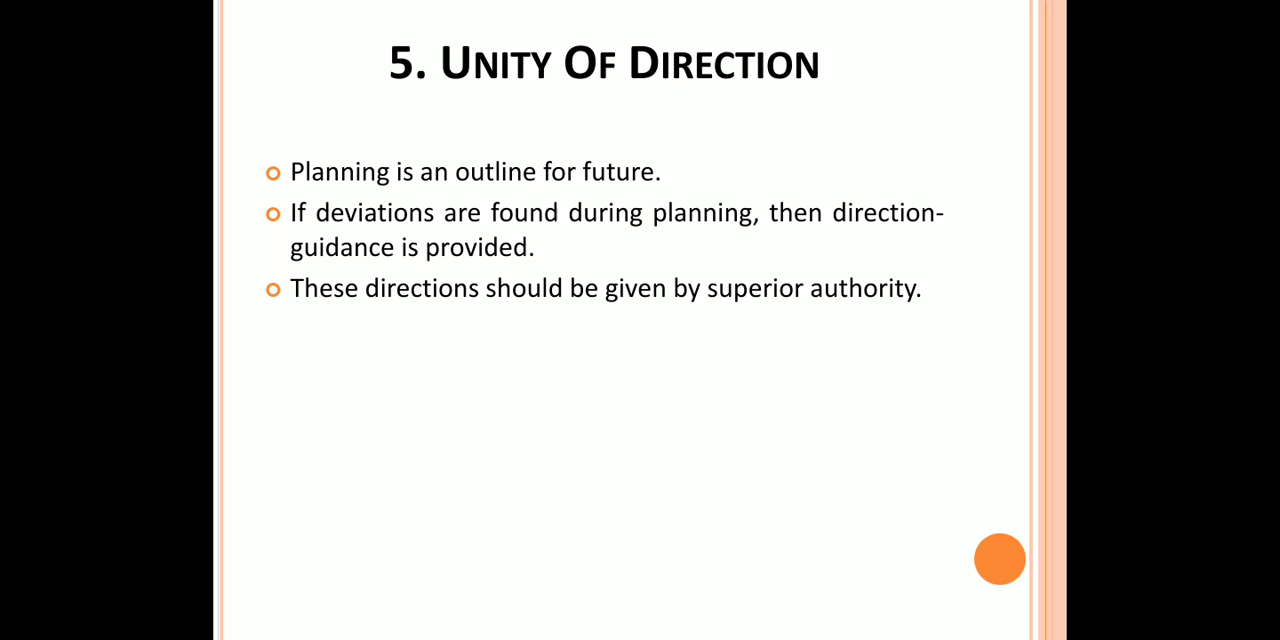 5. Unity Of Direction
Planning is an outline for future.
If deviations are found during planning, then direction-
guidance is provided.
These directions should be given by superior authority.